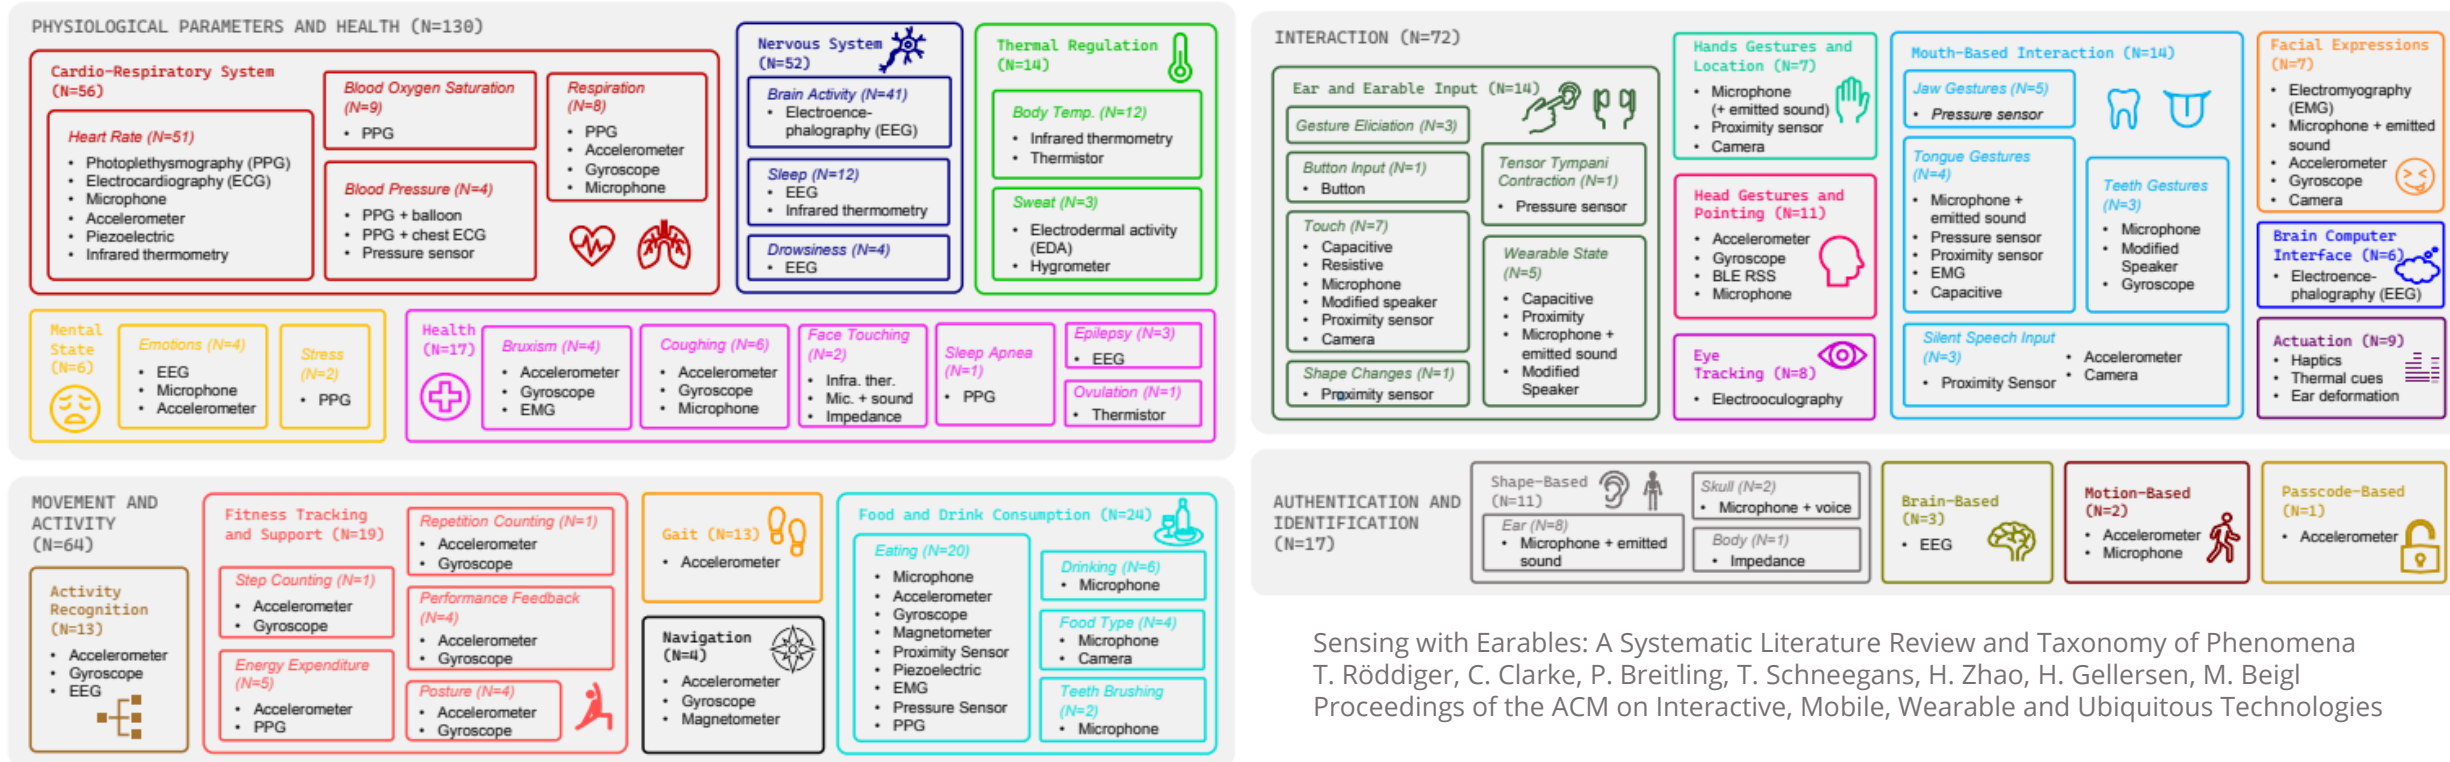 PHYSIOLOGICAL PARAMETERS AND HEALTH (N=130)
Cardio-Respiratory System
(N=56)
Heart Rate (N=51)
• Photoplethysmography (PPG)
• Electrocardiography (ECG)
• Microphone
• Accelerometer
• Piezoelectric
• Infrared thermometry
Blood Oxygen Saturation
(N=9)
• PPG
Blood Pressure (N=4)
• PPG + balloon
• PPG + chest ECG
• Pressure sensor
Respiration
(N=8)
• PPG
• Accelerometer
• Gyroscope
• Microphone
Nervous System
(N=52)
Brain Activity (N=41)
• Electroence-
phalography (EEG)
Sleep (N=12)
• EEG
• Infrared thermometry
Drowsiness (N=4)
• EEG
Thermal Regulation
(N=14)
Body Temp. (N=12)
• Infrared thermometry
• Thermistor
Sweat (N=3)
• Electrodermal activity
(EDA)
• Hygrometer
Mental
State
(N=6)
Emotions (N=4)
• EEG
• Microphone
• Accelerometer
Stress
(N=2)
• PPG
Health
(N=17)
Bruxism (N=4)
• Accelerometer
• Gyroscope
• EMG
Coughing (N=6)
• Accelerometer
• Gyroscope
• Microphone
Face Touching
(N=2)
• Infra. ther.
• Mic. + sound
• Impedance
Sleep Apnea
(N=1)
• PPG
Epilepsy (N=3)
• EEG
Ovulation (N=1)
• Thermistor
MOVEMENT AND
ACTIVITY
(N=64)
Activity
Recognition
(N=13)
• Accelerometer
• Gyroscope
• EEG
Fitness Tracking
and Support (N=19)
Step Counting (N=1)
• Accelerometer
• Gyroscope
Energy Expenditure
(N=5)
• Accelerometer
• PPG
Repetition Counting (N=1)
• Accelerometer
• Gyroscope
Performance Feedback
(N=4)
• Accelerometer
• Gyroscope
Posture (N=4)
• Accelerometer
• Gyroscope
Gait (N=13)
• Accelerometer
Navigation
(N=4)
• Accelerometer
• Gyroscope
• Magnetometer
Food and Drink Consumption (N=24)
Eating (N=20)
• Microphone
• Accelerometer
• Gyroscope
• Magnetometer
• Proximity Sensor
• Piezoelectric
• EMG
• Pressure Sensor
• PPG
Drinking (N=6)
• Microphone
Food Type (N=4)
• Microphone
• Camera
Teeth Brushing
(N=2)
• Microphone
INTERACTION (N=72)
Ear and Earable Input (N=14)
Gesture Eliciation (N=3)
Button Input (N=1)
• Button
Touch (N=7)
• Capacitive
• Resistive
• Microphone
• Modified speaker
• Proximity sensor
• Camera
Shape Changes (N=1)
• Proximity sensor
Tensor Tympani
Contraction (N=1)
• Pressure sensor
Wearable State
(N=5)
• Capacitive
• Proximity
• Microphone +
emitted sound
• Modified
Speaker
Hands Gestures and
Location (N=7)
• Microphone
(+ emitted sound)
• Proximity sensor
• Camera
Head Gestures and
Pointing (N=11)
• Accelerometer
• Gyroscope
• BLE RSS
• Microphone
Eye
Tracking (N=8)
• Electrooculography
Mouth-Based Interaction (N=14)
Jaw Gestures (N=5)
• Pressure sensor
Tongue Gestures
(N=4)
• Microphone +
emitted sound
• Pressure sensor
• Proximity sensor
• EMG
• Capacitive
Teeth Gestures
(N=3)
• Microphone
• Modified
Speaker
• Gyroscope
Silent Speech Input
(N=3)
• Proximity Sensor
• Accelerometer
• Camera
Facial Expressions
(N=7)
• Electromyography
(EMG)
• Microphone + emitted
sound
• Accelerometer
• Gyroscope
• Camera
Brain Computer
Interface (N=6)
• Electroence-
phalography (EEG)
Actuation (N=9)
• Haptics
• Thermal cues
• Ear deformation
AUTHENTICATION AND
IDENTIFICATION
(N=17)
Shape-Based
(N=11)
Ear (N=8)
• Microphone + emitted
sound
Skull (N=2)
• Microphone + voice
Body (N=1)
• Impedance
Brain-Based
(N=3)
• EEG
Motion-Based
(N=2)
• Accelerometer
• Microphone
Passcode-Based
(N=1)
• Accelerometer
Sensing with Earables: A Systematic Literature Review and Taxonomy of Phenomena
T. Röddiger, C. Clarke, P. Breitling, T. Schneegans, H. Zhao, H. Gellersen, M. Beigl
Proceedings of the ACM on Interactive, Mobile, Wearable and Ubiquitous Technologies